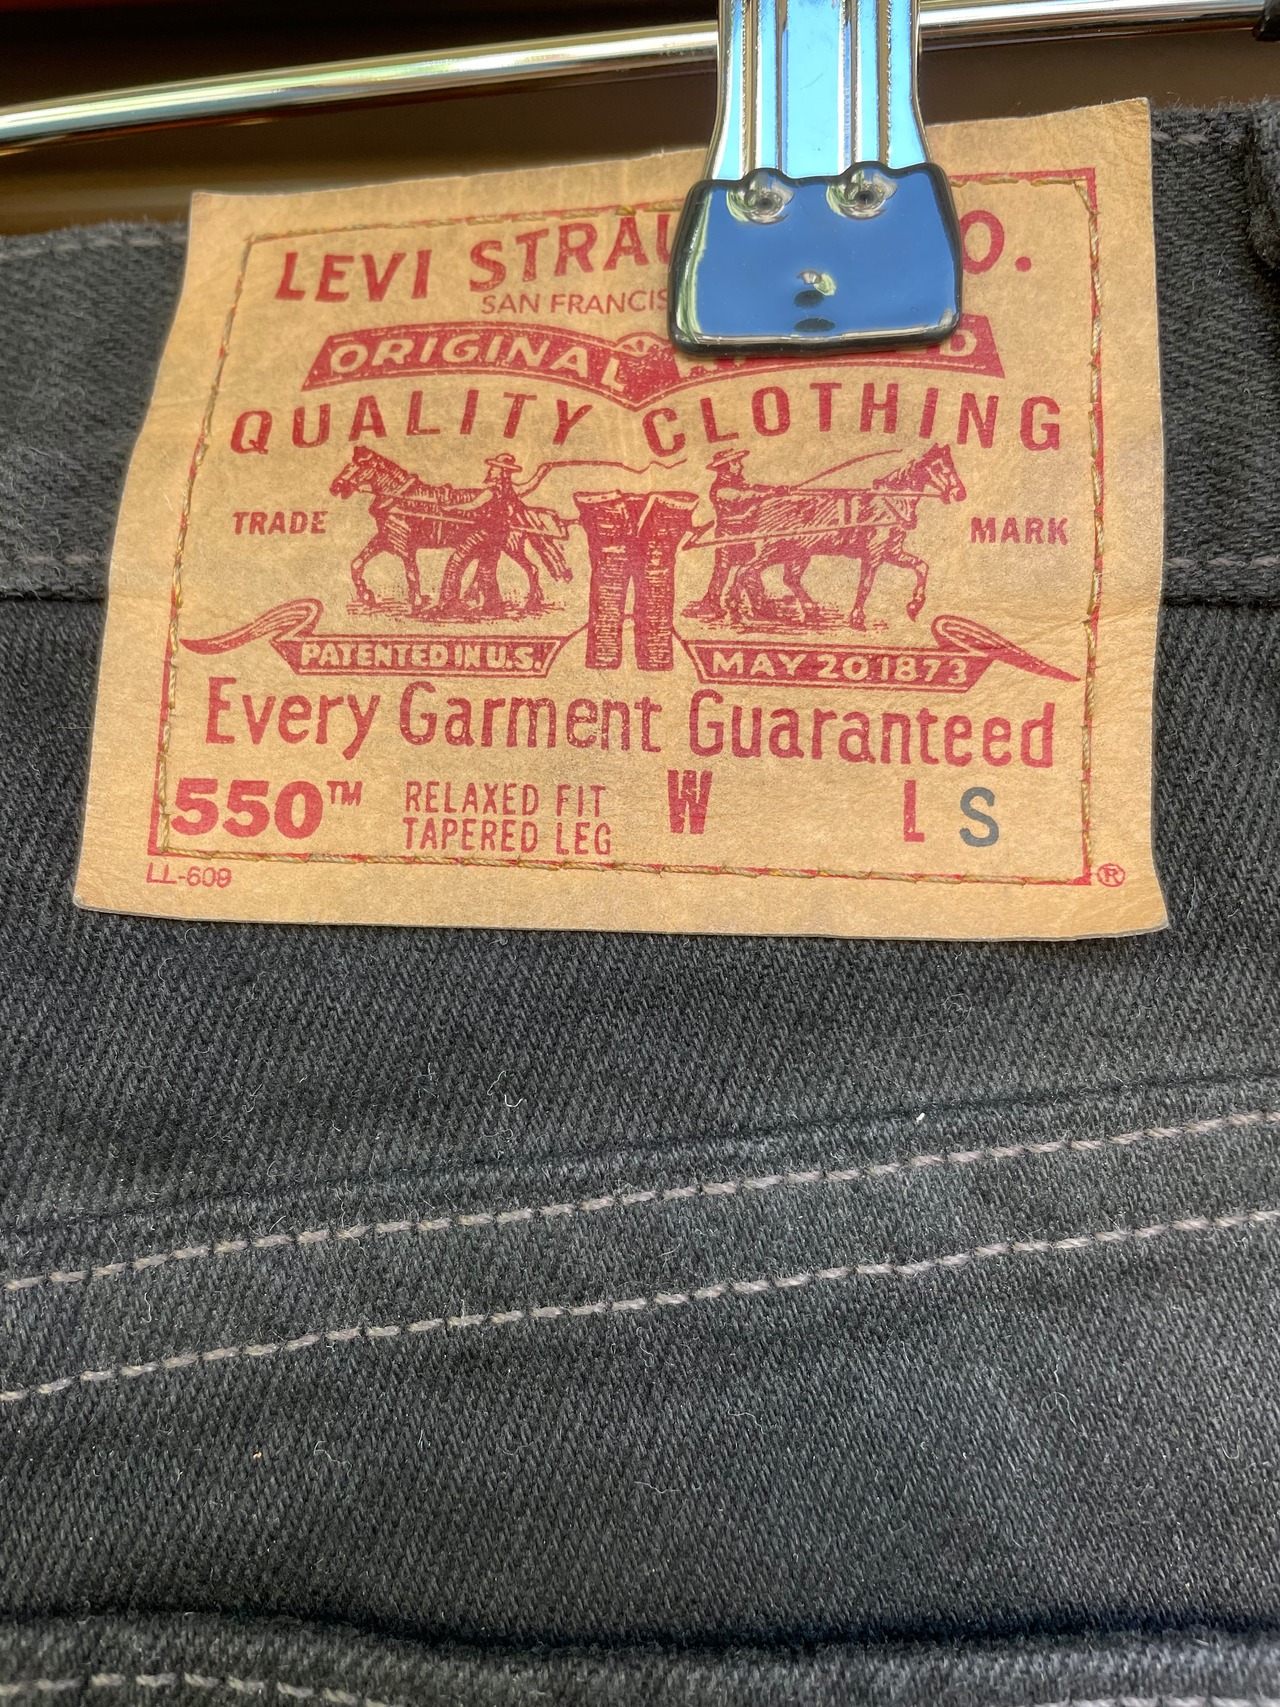 LEVI STRAU O.
SAN FRANCIS
ORIGINAL
QUALITY CLOTHING
TRADE MARK
PATENTED IN U.S. MAY 20 1873
Every Garment Guaranteed
550™ RELAXED FIT W L S
TAPERED LEG
LL-609 ®